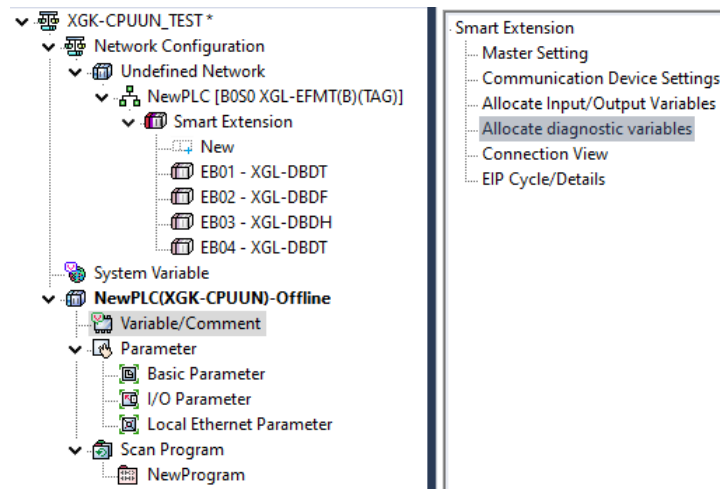 XGK-CPUUN_TEST *
Network Configuration
Undefined Network
NewPLC [B0S0 XGL-EFMT(B)(TAG)]
Smart Extension
New
EB01 - XGL-DBDT
EB02 - XGL-DBDF
EB03 - XGL-DBDH
EB04 - XGL-DBDT
System Variable
NewPLC(XGK-CPUUN)-Offline
Variable/Comment
Parameter
Basic Parameter
I/O Parameter
Local Ethernet Parameter
Scan Program
NewProgram
Smart Extension
Master Setting
Communication Device Settings
Allocate Input/Output Variables
Allocate diagnostic variables
Connection View
EIP Cycle/Details